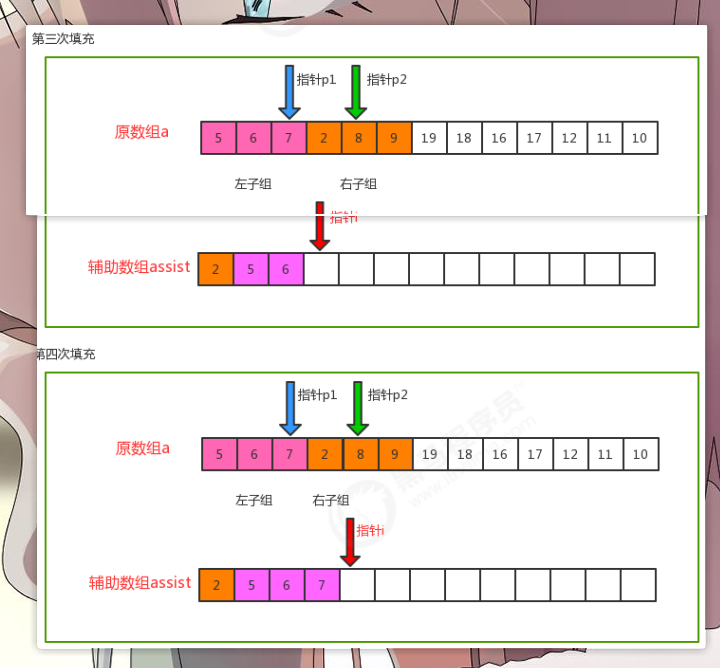 第三次填充
指针p1 指针p2
原数组a 5 6 7 2 8 9 19 18 16 17 12 11 10
左子组 右子组
指针i
辅助数组assist 2 5 6
第四次填充
指针p1 指针p2
原数组a 5 6 7 2 8 9 19 18 16 17 12 11 10
左子组 右子组
指针i
辅助数组assist 2 5 6 7